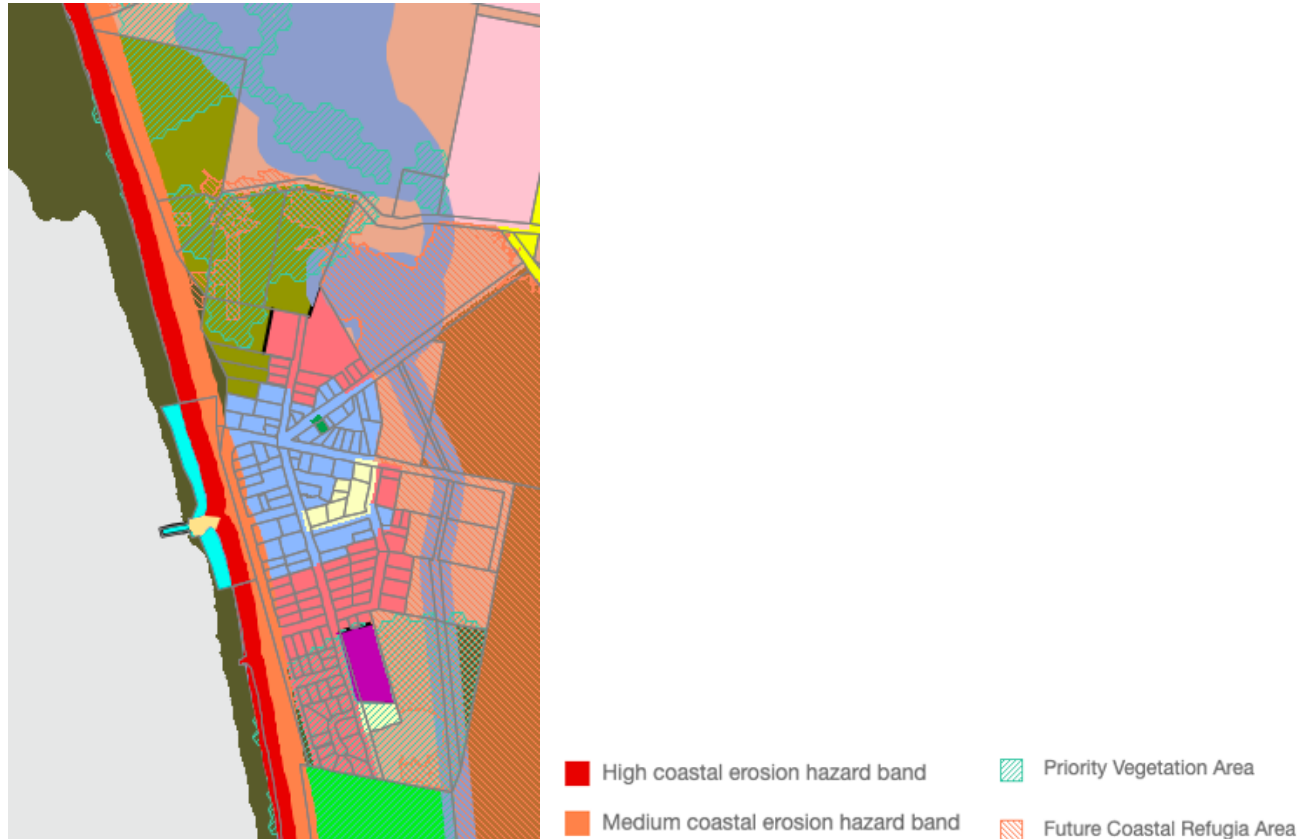 High coastal erosion hazard band
Priority Vegetation Area
Medium coastal erosion hazard band
Future Coastal Refugia Area